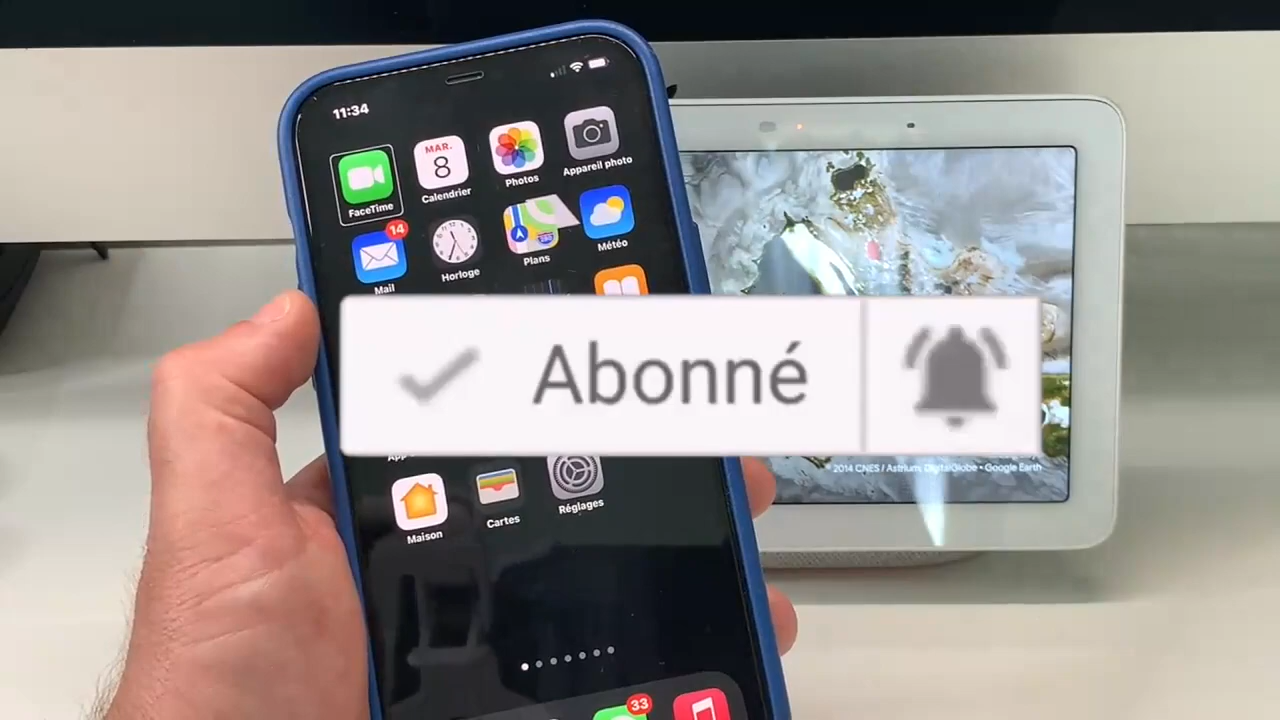 11:34
MAR.
8
FaceTime
Calendrier
Photos
Appareil photo
14
Mail
Horloge
Plans
Météo
Abonné
© 2014 CNES / Astrium, DigitalGlobe • Google Earth
Maison
Cartes
Réglages
33